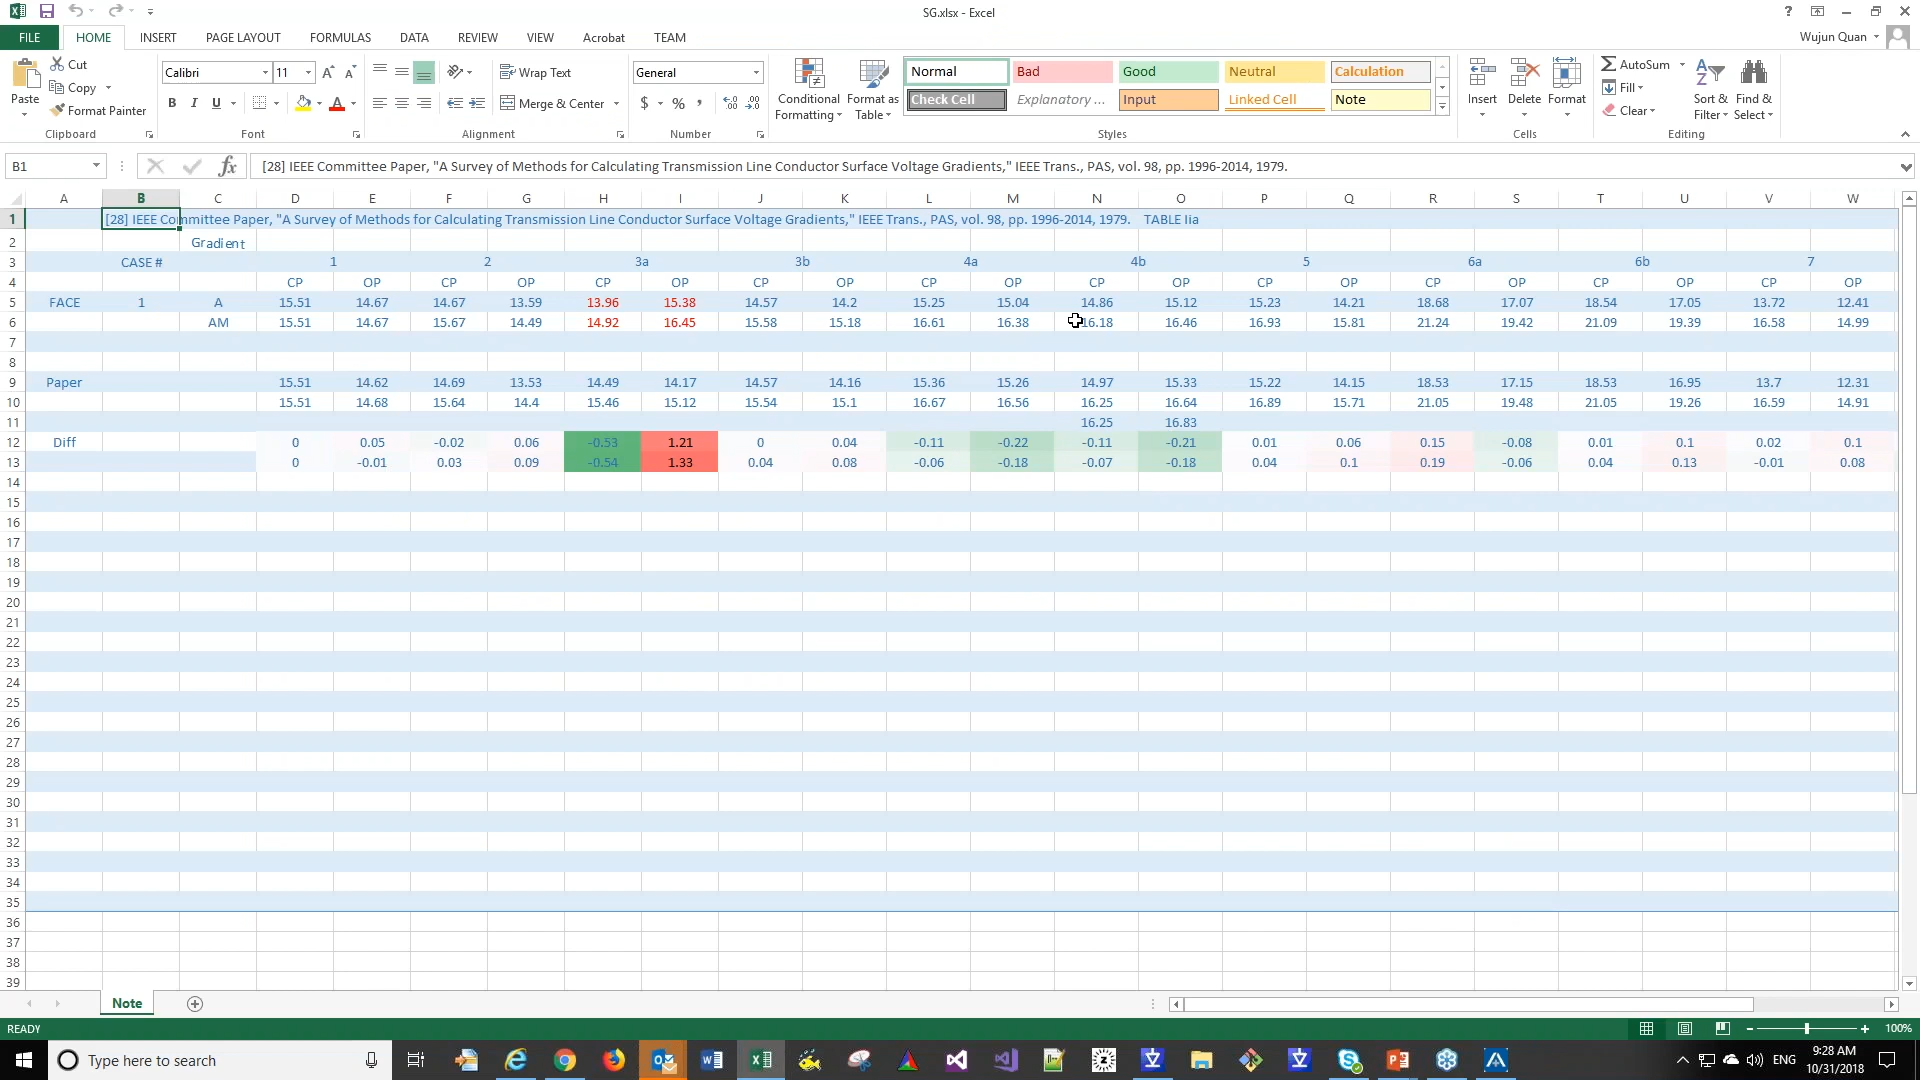 SG.xlsx - Excel
FILE HOME INSERT PAGE LAYOUT FORMULAS DATA REVIEW VIEW Acrobat TEAM Wujun Quan
Cut Calibri 11 Wrap Text General Normal Bad Good Neutral Calculation AutoSum
Copy Fill
Paste Format Painter Merge & Center Conditional Formatting Format as Table Check Cell Explanatory ... Input Linked Cell Note Insert Delete Format Clear Sort & Filter Find & Select
Clipboard Font Alignment Number Styles Cells Editing
B1 [28] IEEE Committee Paper, "A Survey of Methods for Calculating Transmission Line Conductor Surface Voltage Gradients," IEEE Trans., PAS, vol. 98, pp. 1996-2014, 1979.
A B C D E F G H I J K L M N O P Q R S T U V W
1 [28] IEEE Committee Paper, "A Survey of Methods for Calculating Transmission Line Conductor Surface Voltage Gradients," IEEE Trans., PAS, vol. 98, pp. 1996-2014, 1979. TABLE IIa
2 Gradient
3 CASE # 1 2 3a 3b 4a 4b 5 6a 6b 7
4 CP OP CP OP CP OP CP OP CP OP CP OP CP OP CP OP CP OP CP OP
5 FACE 1 A 15.51 14.67 14.67 13.59 13.96 15.38 14.57 14.2 15.25 15.04 14.86 15.12 15.23 14.21 18.68 17.07 18.54 17.05 13.72 12.41
6 AM 15.51 14.67 15.67 14.49 14.92 16.45 15.58 15.18 16.61 16.38 16.18 16.46 16.93 15.81 21.24 19.42 21.09 19.39 16.58 14.99
7
8
9 Paper 15.51 14.62 14.69 13.53 14.49 14.17 14.57 14.16 15.36 15.26 14.97 15.33 15.22 14.15 18.53 17.15 18.53 16.95 13.7 12.31
10 15.51 14.68 15.64 14.4 15.46 15.12 15.54 15.1 16.67 16.56 16.25 16.64 16.89 15.71 21.05 19.48 21.05 19.26 16.59 14.91
11 16.25 16.83
12 Diff 0 0.05 -0.02 0.06 -0.53 1.21 0 0.04 -0.11 -0.22 -0.11 -0.21 0.01 0.06 0.15 -0.08 0.01 0.1 0.02 0.1
13 0 -0.01 0.03 0.09 -0.54 1.33 0.04 0.08 -0.06 -0.18 -0.07 -0.18 0.04 0.1 0.19 -0.06 0.04 0.13 -0.01 0.08
14
15
16
17
18
19
20
21
22
23
24
25
26
27
28
29
30
31
32
33
34
35
36
37
38
39
Note
READY 100%
Type here to search ENG 9:28 AM
10/31/2018